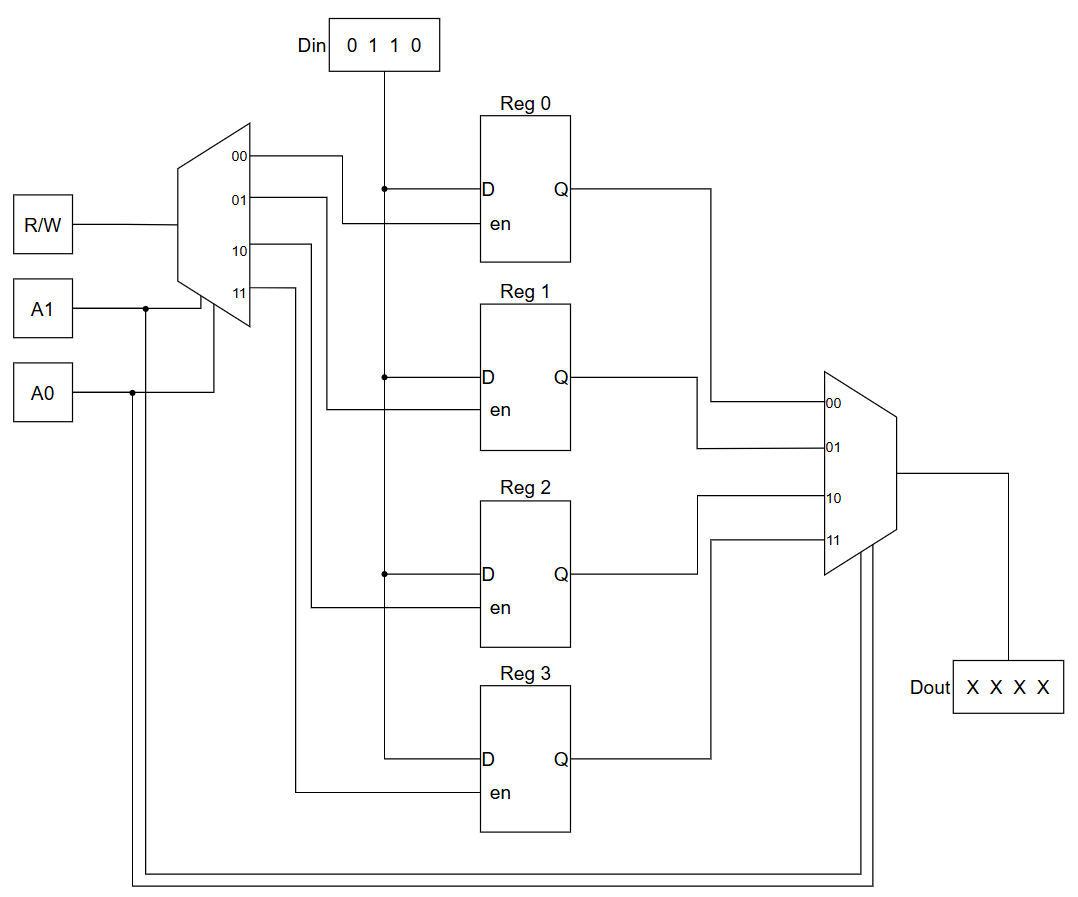 Din 0 1 1 0
Reg 0
00
01
10
11
R/W
A1
A0
D Q
en
Reg 1
D Q
en
Reg 2
D Q
en
Reg 3
D Q
en
00
01
10
11
Dout X X X X